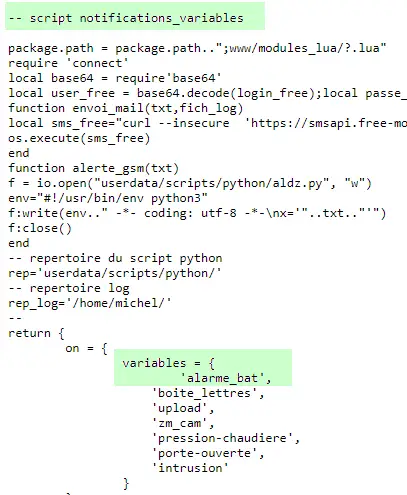 -- script notifications_variables
package.path = package.path..";www/modules_lua/?.lua"
require 'connect'
local base64 = require'base64'
local user_free = base64.decode(login_free);local passe_
function envoi_mail(txt,fich_log)
local sms_free="curl --insecure  'https://smsapi.free-mo
os.execute(sms_free)
end
function alerte_gsm(txt)
f = io.open("userdata/scripts/python/aldz.py", "w")
env="#!/usr/bin/env python3"
f:write(env.." -*- coding: utf-8 -*-\nx='"..txt.."'")
f:close()
end
-- repertoire du script python
rep='userdata/scripts/python/'
-- repertoire log
rep_log='/home/michel/'
--
return {
on = {
variables = {
'alarme_bat',
'boite_lettres',
'upload',
'zm_cam',
'pression-chaudiere',
'porte-ouverte',
'intrusion'
}